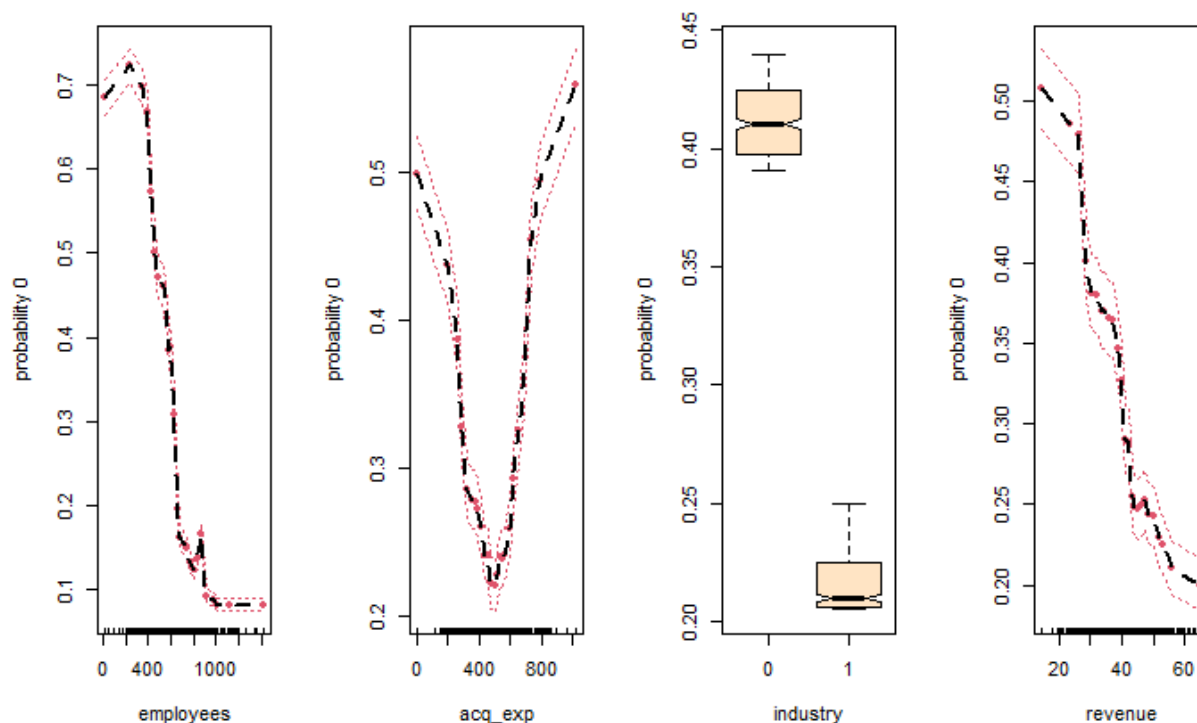 probability 0
0.1 0.2 0.3 0.4 0.5 0.6 0.7
0 400 1000
employees
probability 0
0.2 0.3 0.4 0.5
0 400 800
acq_exp
probability 0
0.20 0.25 0.30 0.35 0.40 0.45
0 1
industry
probability 0
0.20 0.25 0.30 0.35 0.40 0.45 0.50
20 40 60
revenue